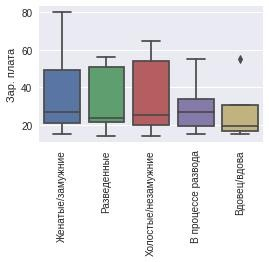 80
60
40
20
Зар. плата
Женатые/замужние
Разведенные
Холостые/незамужние
В процессе развода
Вдовец/вдова